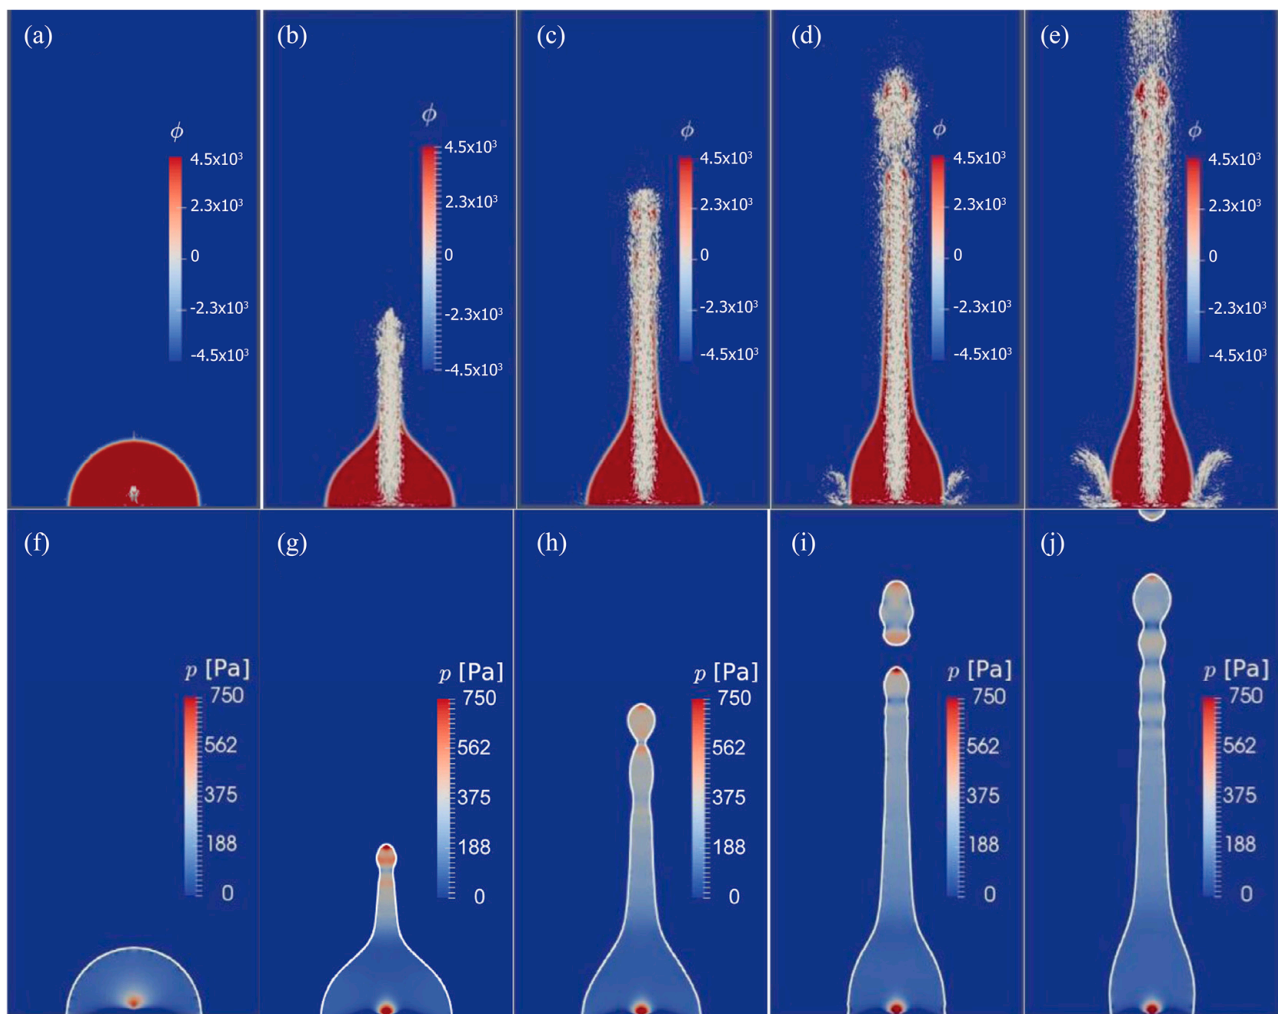 (a)
ϕ
4.5x10³
2.3x10³
0
-2.3x10³
-4.5x10³
(b)
ϕ
4.5x10³
2.3x10³
0
-2.3x10³
-4.5x10³
(c)
ϕ
4.5x10³
2.3x10³
0
-2.3x10³
-4.5x10³
(d)
ϕ
4.5x10³
2.3x10³
0
-2.3x10³
-4.5x10³
(e)
ϕ
4.5x10³
2.3x10³
0
-2.3x10³
-4.5x10³
(f)
p [Pa]
750
562
375
188
0
(g)
p [Pa]
750
562
375
188
0
(h)
p [Pa]
750
562
375
188
0
(i)
p [Pa]
750
562
375
188
0
(j)
p [Pa]
750
562
375
188
0